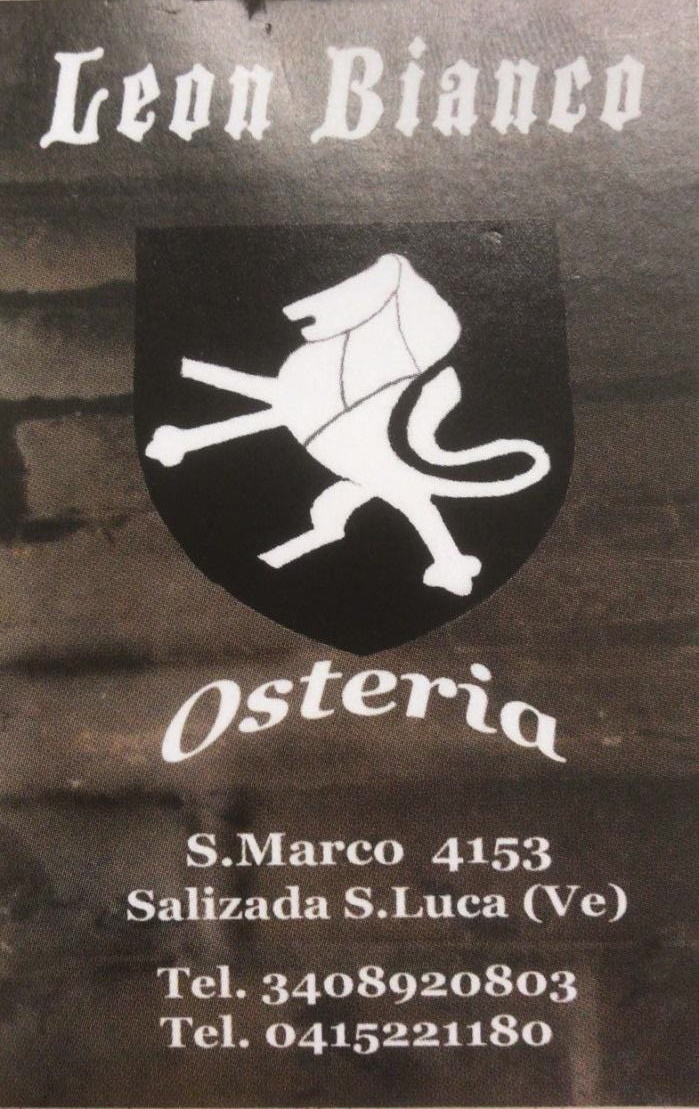 Leon Bianco
Osteria
S.Marco 4153
Salizada S.Luca (Ve)
Tel. 3408920803
Tel. 0415221180